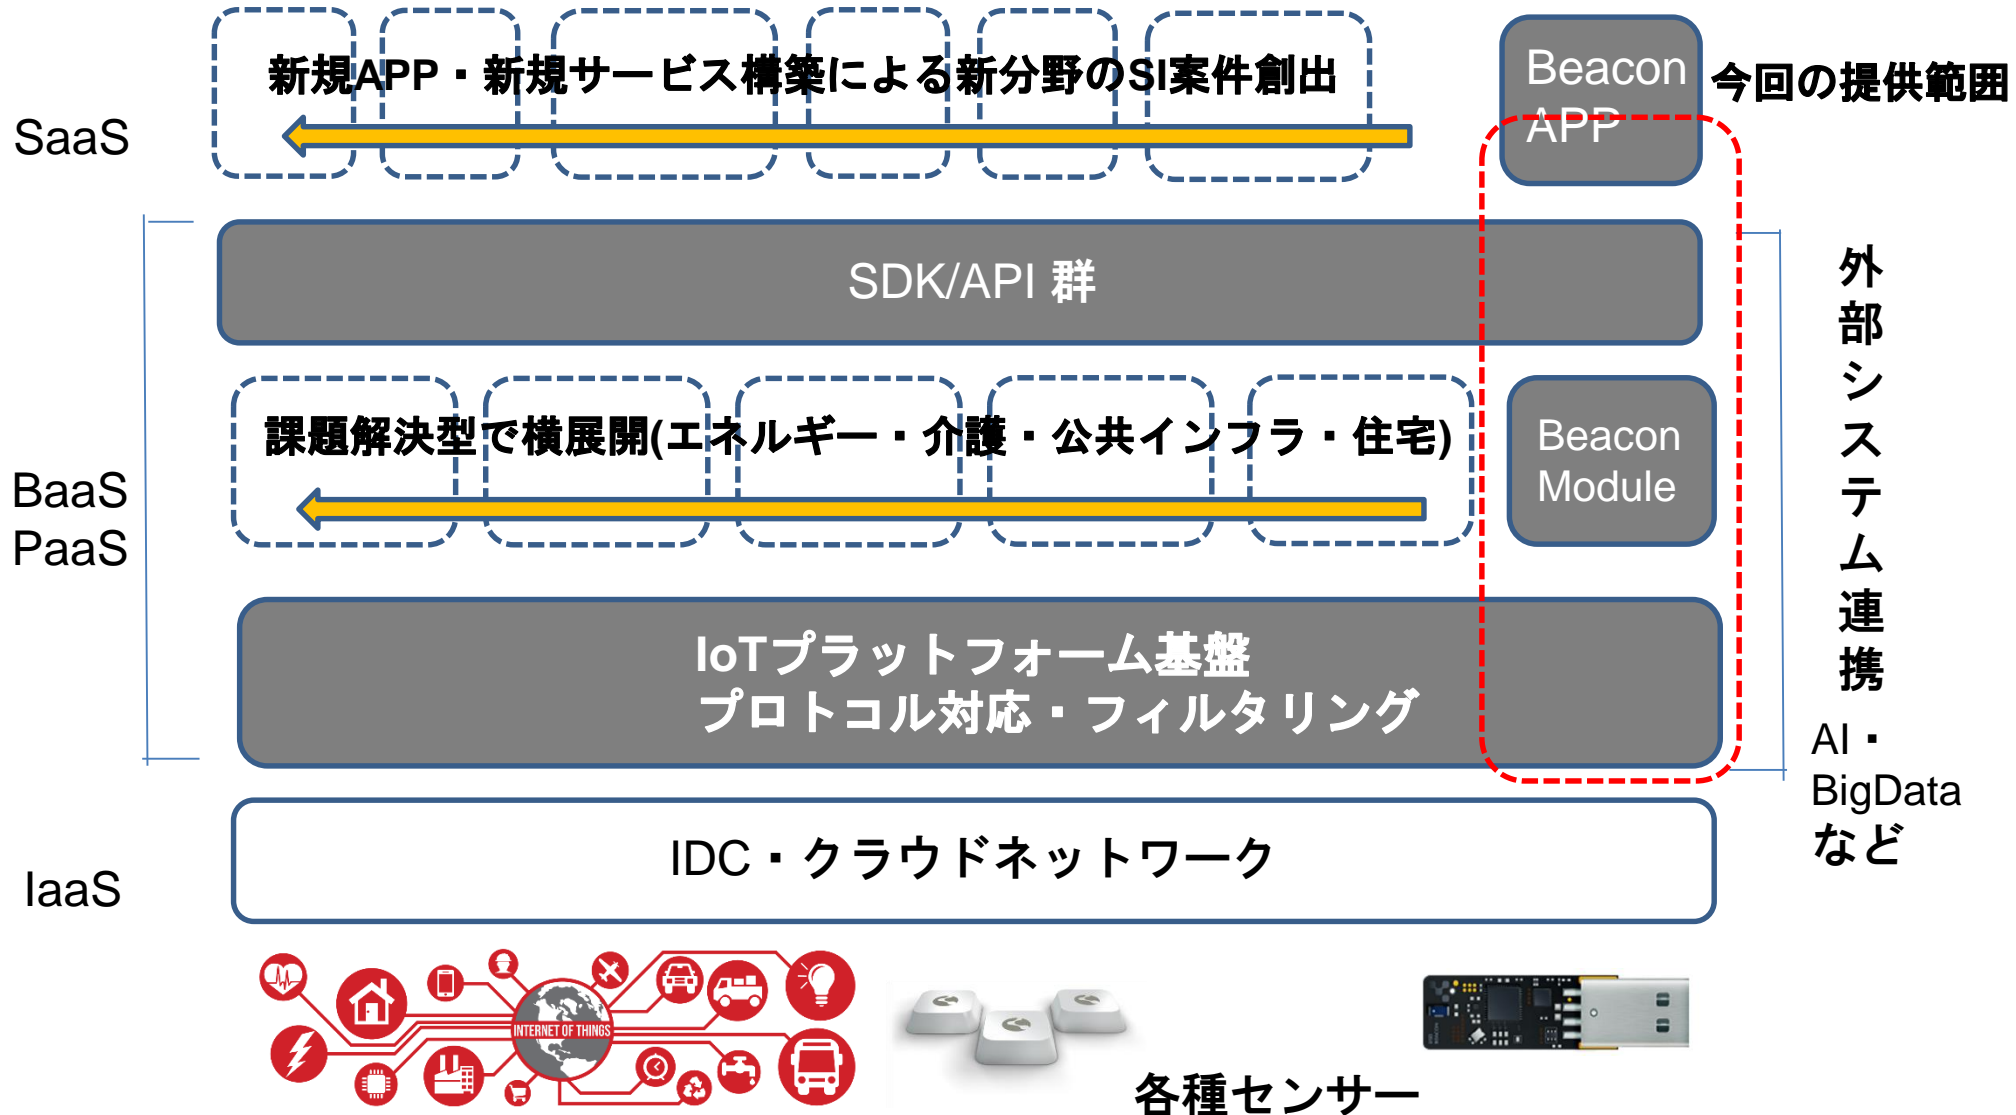 新規APP・新規サービス構築による新分野のSI案件創出
Beacon
APP
今回の提供範囲
SaaS
SDK/API 群
課題解決型で横展開(エネルギー・介護・公共インフラ・住宅)
Beacon
Module
BaaS
PaaS
外部システム連携
AI・
BigData
など
IoTプラットフォーム基盤
プロトコル対応・フィルタリング
IDC・クラウドネットワーク
IaaS
INTERNET OF THINGS
各種センサー